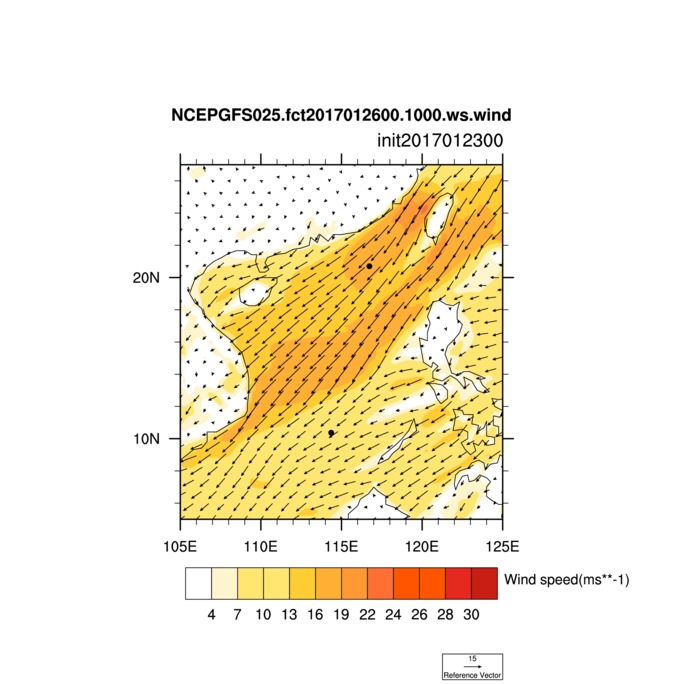 NCEPGFS025.fct2017012600.1000.ws.wind
init2017012300
20N
10N
105E 110E 115E 120E 125E
4 7 10 13 16 19 22 24 26 28 30
Wind speed(ms**-1)
15
Reference Vector